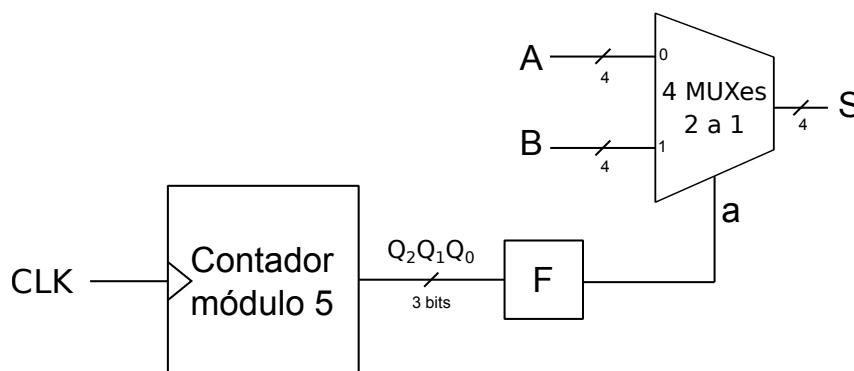 A
4
0
4 MUXes
2 a 1
4
S
B
4
1
a
CLK
Contador
módulo 5
Q₂Q₁Q₀
3 bits
F